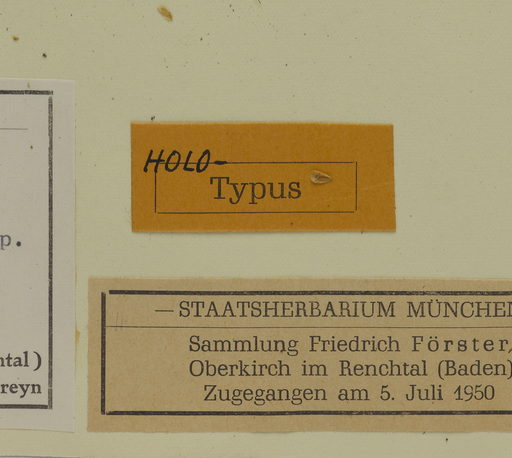 p.
ntal)
reyn
HOLO-
Typus
— STAATSHERBARIUM MÜNCHEN
Sammlung Friedrich Förster,
Oberkirch im Renchtal (Baden)
Zugegangen am 5. Juli 1950